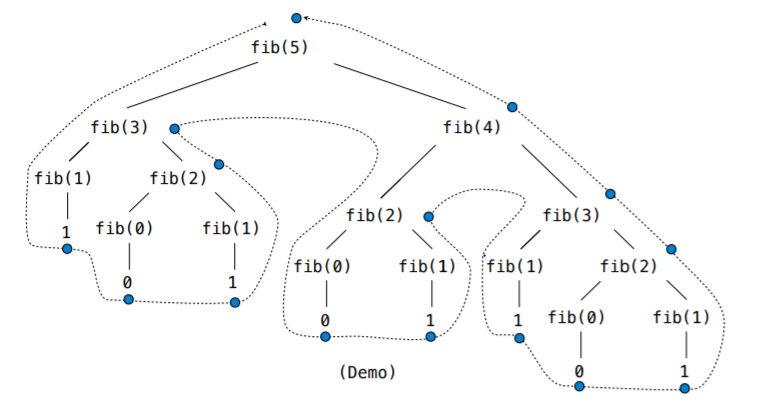 fib(5)
fib(3) fib(4)
fib(1) fib(2)
fib(2) fib(3)
1 fib(0) fib(1)
fib(0) fib(1) fib(1) fib(2)
0 1
0 1 1 fib(0) fib(1)
(Demo) 0 1